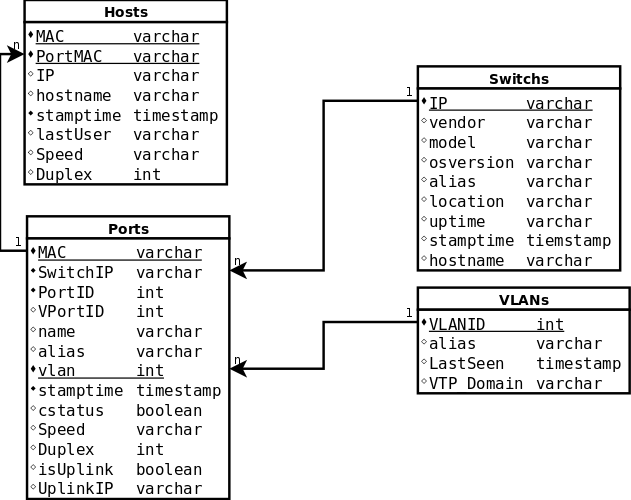 Hosts
MAC varchar
PortMAC varchar
IP varchar
hostname varchar
stamptime timestamp
lastUser varchar
Speed varchar
Duplex int
n
1
Ports
MAC varchar
SwitchIP varchar
PortID int
VPortID int
name varchar
alias varchar
vlan int
stamptime timestamp
cstatus boolean
Speed varchar
Duplex int
isUplink boolean
UplinkIP varchar
n
n
1
Switchs
IP varchar
vendor varchar
model varchar
osversion varchar
alias varchar
location varchar
uptime varchar
stamptime tiemstamp
hostname varchar
1
VLANs
VLANID int
alias varchar
LastSeen timestamp
VTP Domain varchar